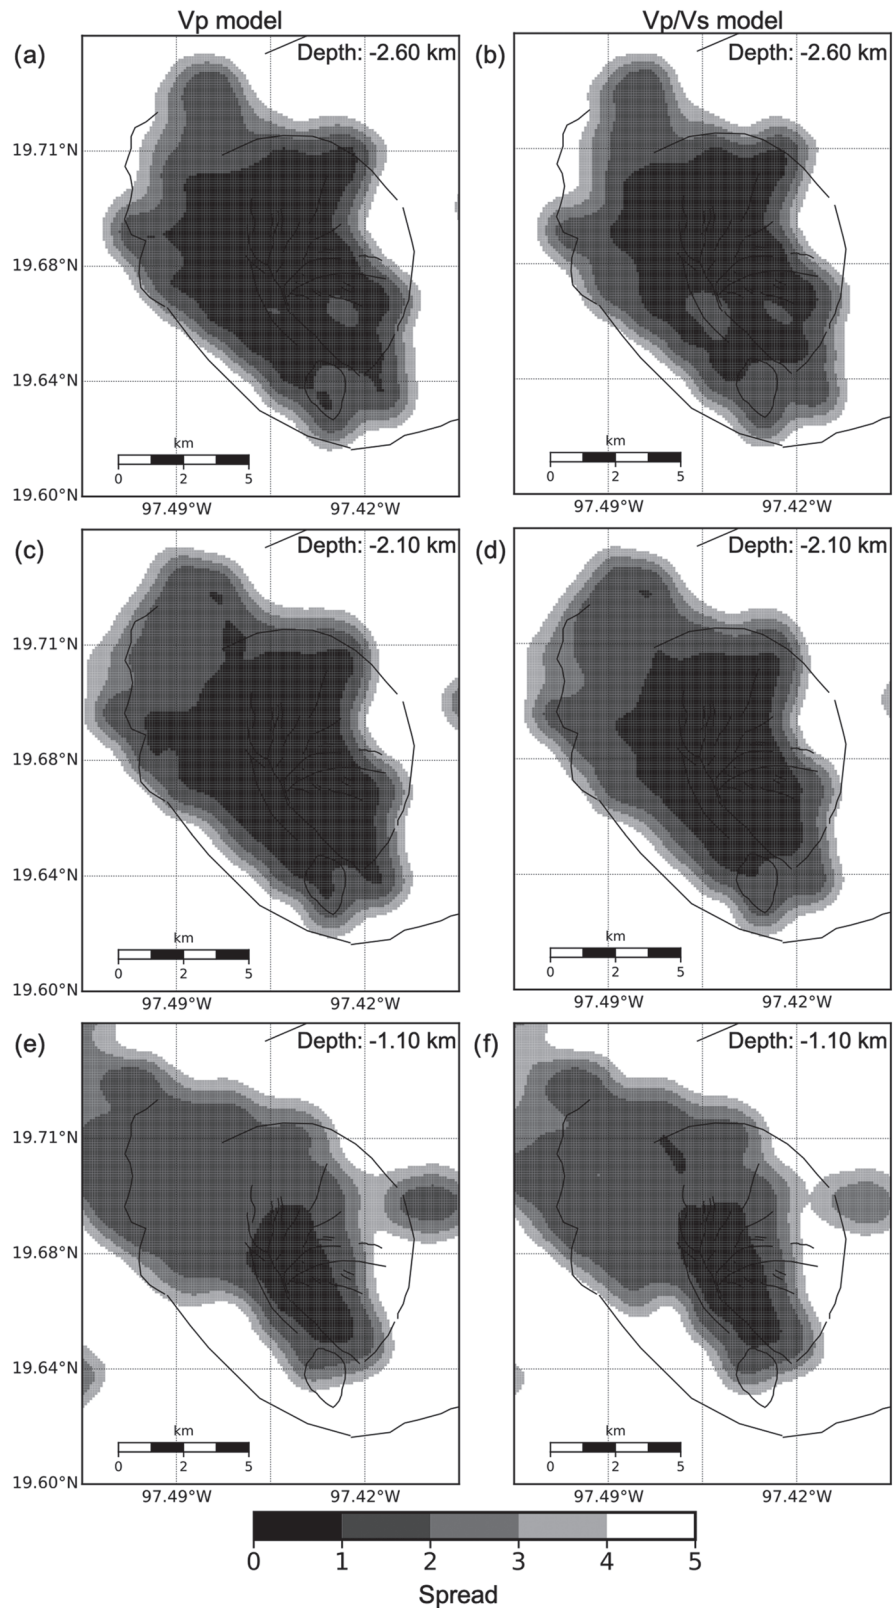 Vp model
Vp/Vs model
(a)
Depth: -2.60 km
(b)
Depth: -2.60 km
19.71°N
19.68°N
19.64°N
19.60°N
km
0 2 5
km
0 2 5
97.49°W 97.42°W
97.49°W 97.42°W
(c)
Depth: -2.10 km
(d)
Depth: -2.10 km
19.71°N
19.68°N
19.64°N
19.60°N
km
0 2 5
km
0 2 5
97.49°W 97.42°W
97.49°W 97.42°W
(e)
Depth: -1.10 km
(f)
Depth: -1.10 km
19.71°N
19.68°N
19.64°N
19.60°N
km
0 2 5
km
0 2 5
97.49°W 97.42°W
97.49°W 97.42°W
0 1 2 3 4 5
Spread